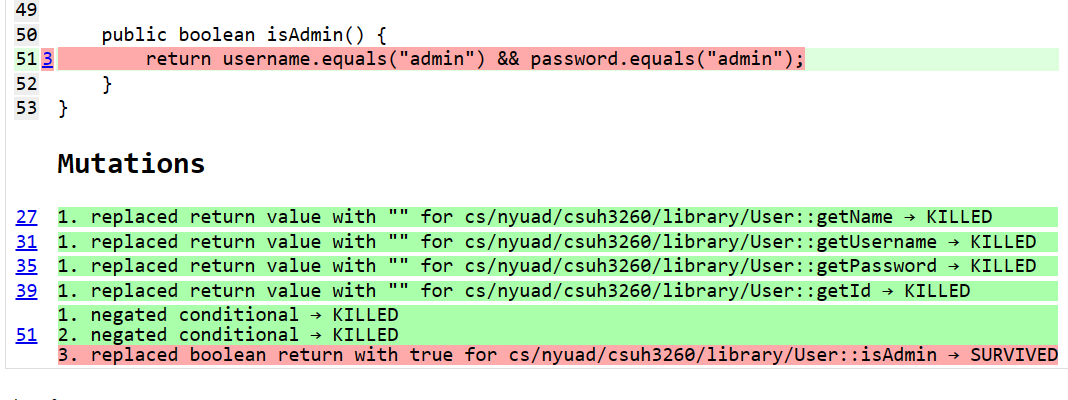 49
50 public boolean isAdmin() {
51 3 return username.equals("admin") && password.equals("admin");
52 }
53 }
Mutations
27 1. replaced return value with "" for cs/nyuad/csuh3260/library/User::getName → KILLED
31 1. replaced return value with "" for cs/nyuad/csuh3260/library/User::getUsername → KILLED
35 1. replaced return value with "" for cs/nyuad/csuh3260/library/User::getPassword → KILLED
39 1. replaced return value with "" for cs/nyuad/csuh3260/library/User::getId → KILLED
1. negated conditional → KILLED
51 2. negated conditional → KILLED
3. replaced boolean return with true for cs/nyuad/csuh3260/library/User::isAdmin → SURVIVED